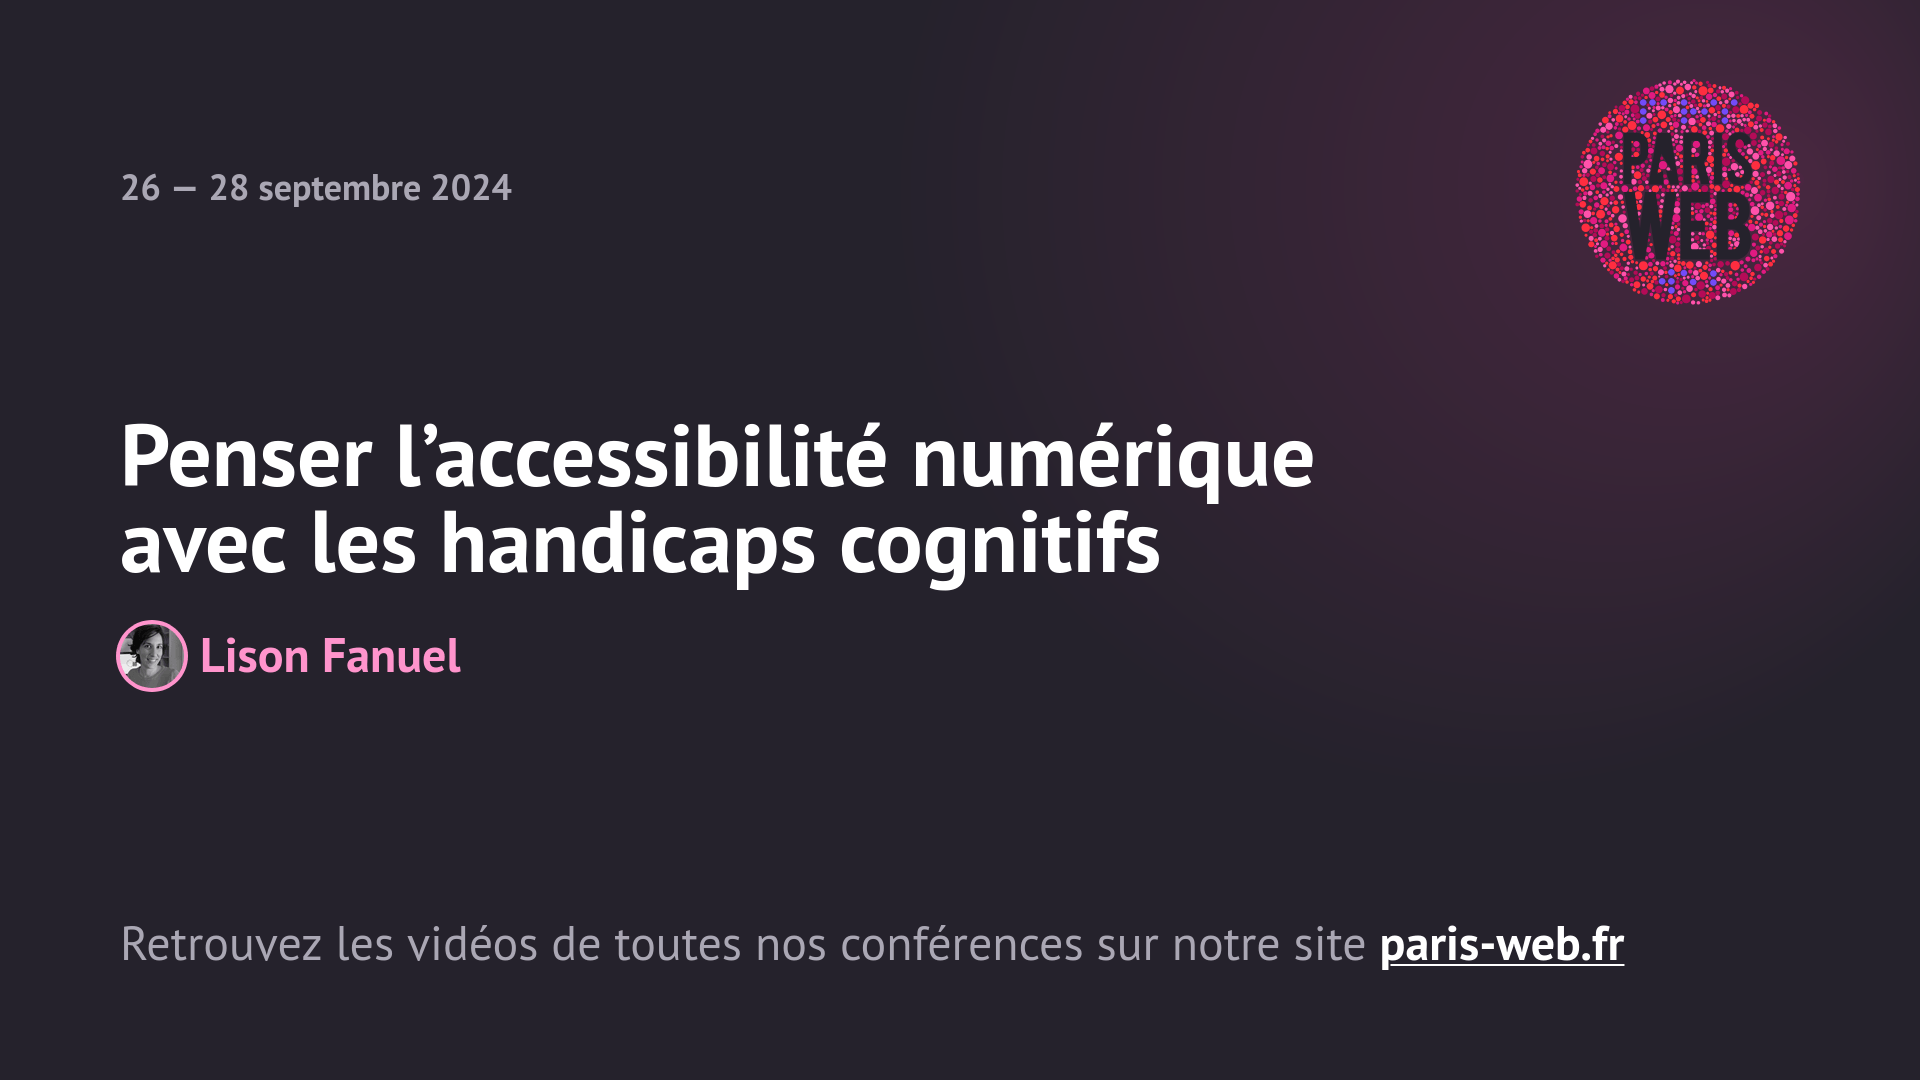 26 — 28 septembre 2024
PARIS
WEB
Penser l’accessibilité numérique
avec les handicaps cognitifs
Lison Fanuel
Retrouvez les vidéos de toutes nos conférences sur notre site paris-web.fr